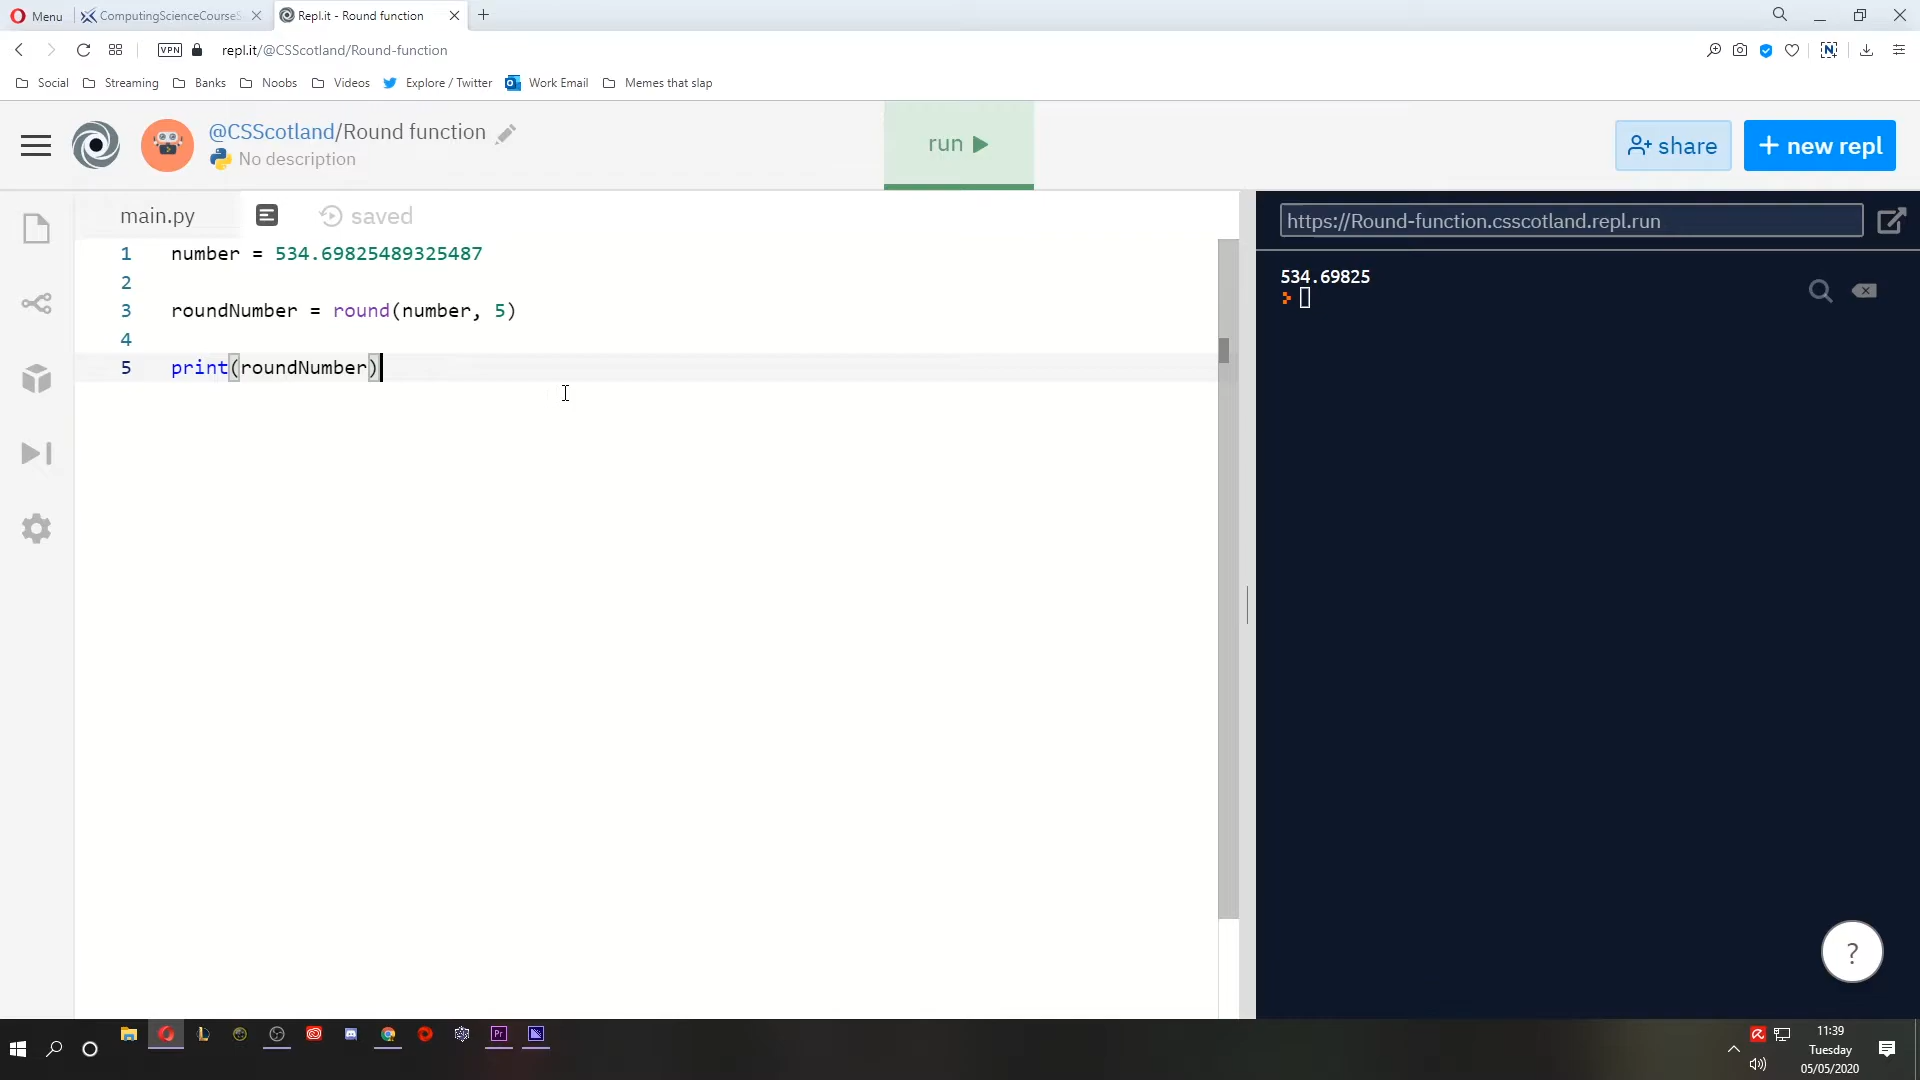 Menu
ComputingScienceCourseS
Repl.it - Round function
VPN
repl.it/@CSScotland/Round-function
Social
Streaming
Banks
Noobs
Videos
Explore / Twitter
Work Email
Memes that slap
@CSScotland/Round function
No description
run
share
+ new repl
main.py
saved
https://Round-function.csscotland.repl.run
1 number = 534.69825489325487
2
3 roundNumber = round(number, 5)
4
5 print(roundNumber)
534.69825
?
Pr
11:39
Tuesday
05/05/2020